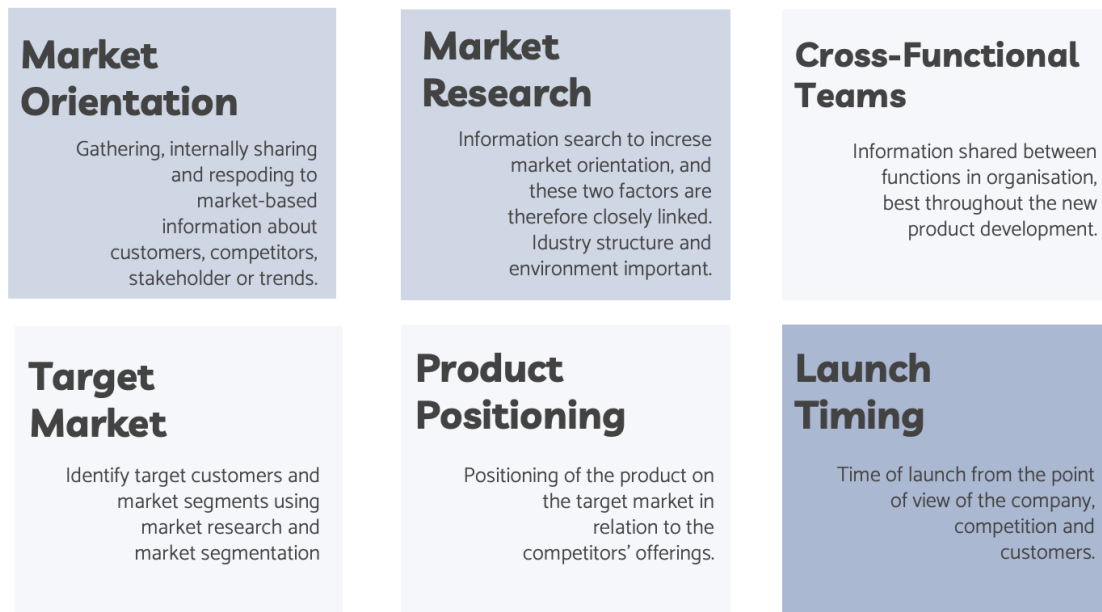 Market
Orientation
Gathering, internally sharing
and respoding to
market-based
information about
customers, competitors,
stakeholder or trends.
Market
Research
Information search to increse
market orientation, and
these two factors are
therefore closely linked.
Idustry structure and
environment important.
Cross-Functional
Teams
Information shared between
functions in organisation,
best throughout the new
product development.
Target
Market
Identify target customers and
market segments using
market research and
market segmentation
Product
Positioning
Positioning of the product on
the target market in
relation to the
competitors' offerings.
Launch
Timing
Time of launch from the point
of view of the company,
competition and
customers.